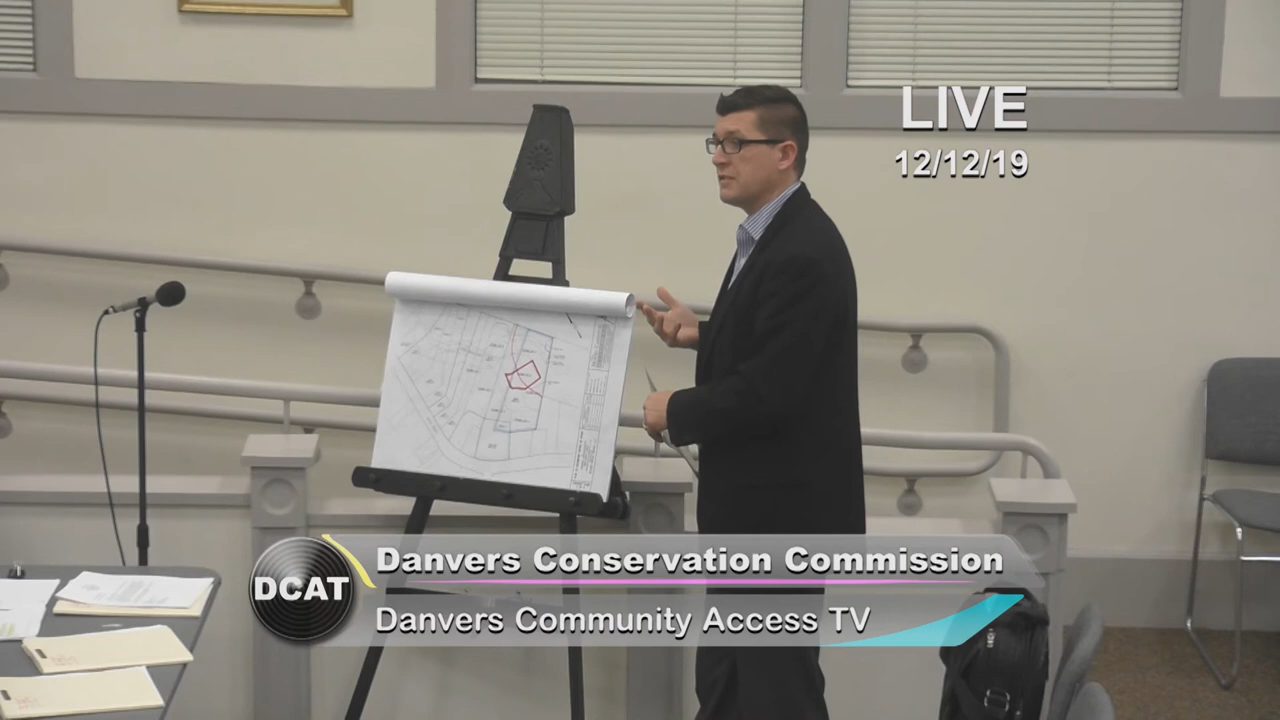 LIVE
12/12/19
DCAT
Danvers Conservation Commission
Danvers Community Access TV